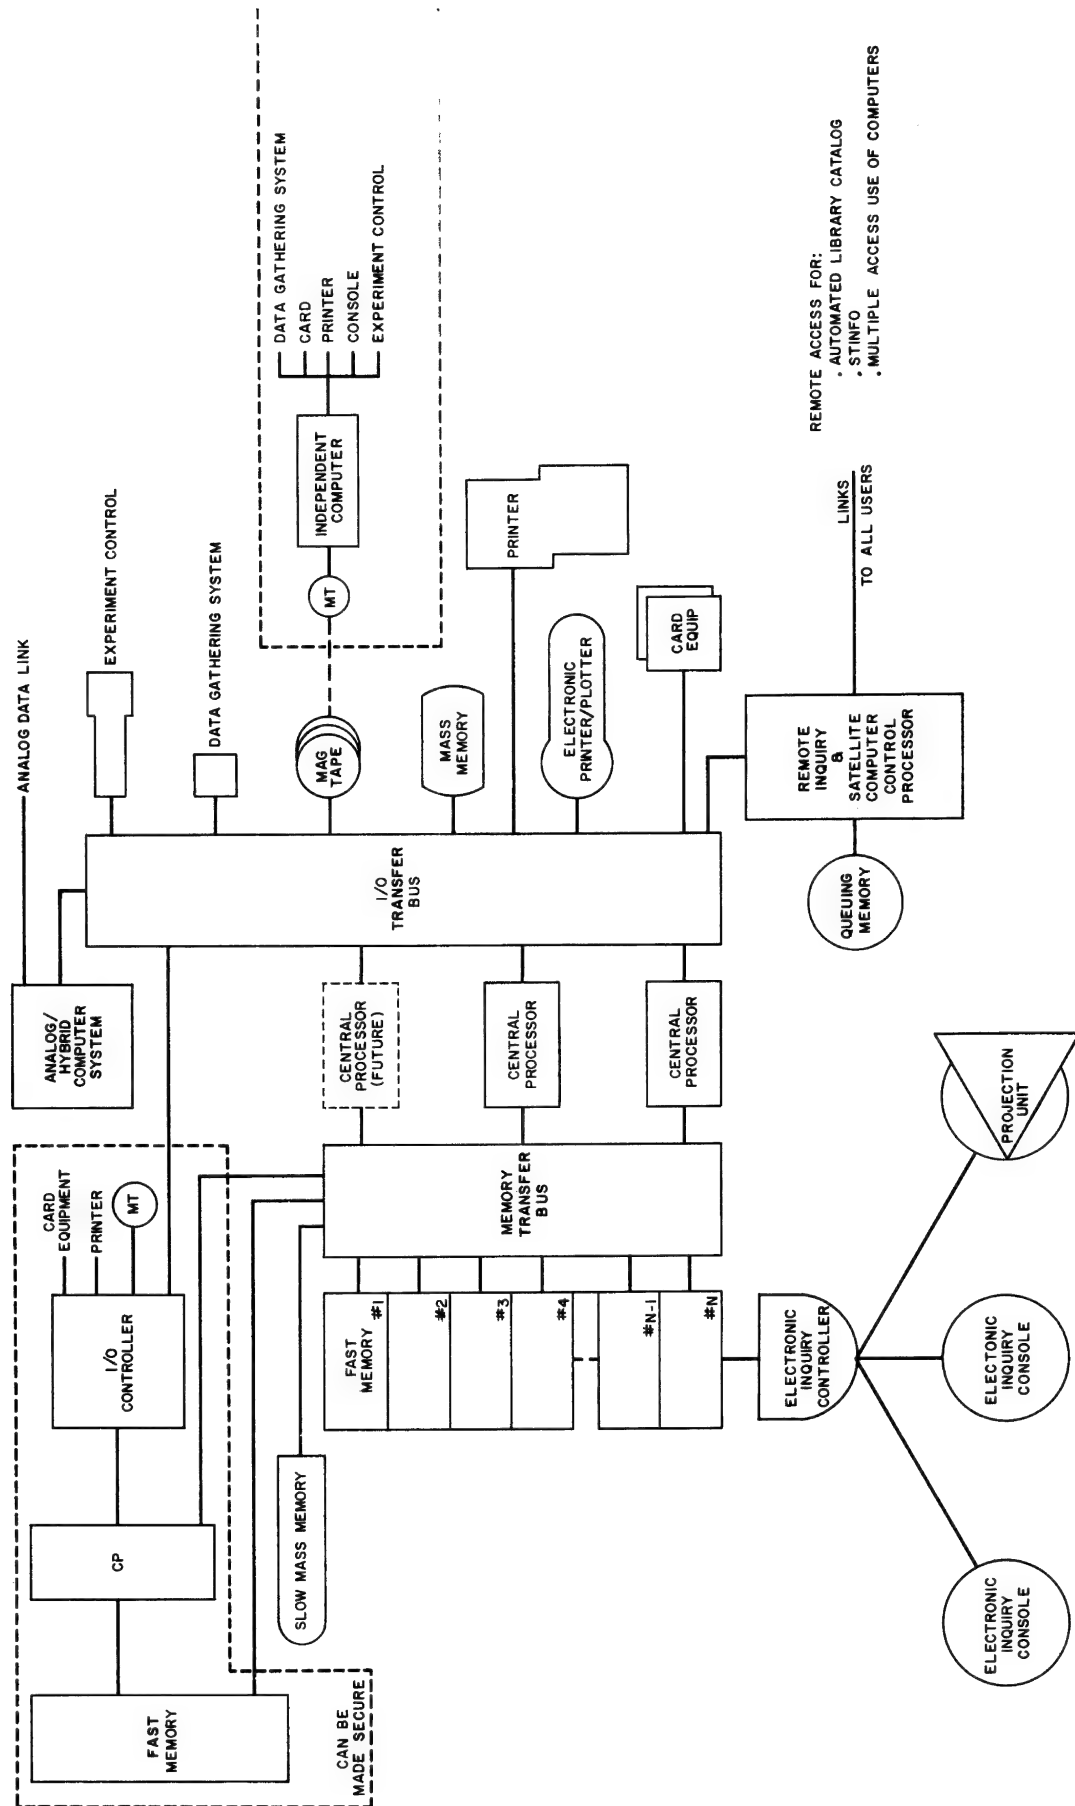 FAST
MEMORY
CAN BE
MADE SECURE
CP
I/O
CONTROLLER
CARD
EQUIPMENT
PRINTER
MT
ANALOG/
HYBRID
COMPUTER
SYSTEM
ANALOG DATA LINK
EXPERIMENT CONTROL
DATA GATHERING SYSTEM
SLOW MASS MEMORY
FAST
MEMORY
#1
#2
#3
#4
#N-1
#N
MEMORY
TRANSFER
BUS
CENTRAL
PROCESSOR
(FUTURE)
CENTRAL
PROCESSOR
CENTRAL
PROCESSOR
I/O
TRANSFER
BUS
MAG
TAPE
MT
INDEPENDENT
COMPUTER
DATA GATHERING SYSTEM
CARD
PRINTER
CONSOLE
EXPERIMENT CONTROL
MASS
MEMORY
PRINTER
ELECTRONIC
PRINTER/PLOTTER
CARD
EQUIP
ELECTRONIC
INQUIRY
CONTROLLER
ELECTRONIC
INQUIRY
CONSOLE
ELECTONIC
INQUIRY
CONSOLE
PROJECTION
UNIT
QUEUING
MEMORY
REMOTE
INQUIRY
&
SATELLITE
COMPUTER
CONTROL
PROCESSOR
LINKS
TO ALL USERS
REMOTE ACCESS FOR:
. AUTOMATED LIBRARY CATALOG
. STINFO
. MULTIPLE ACCESS USE OF COMPUTERS